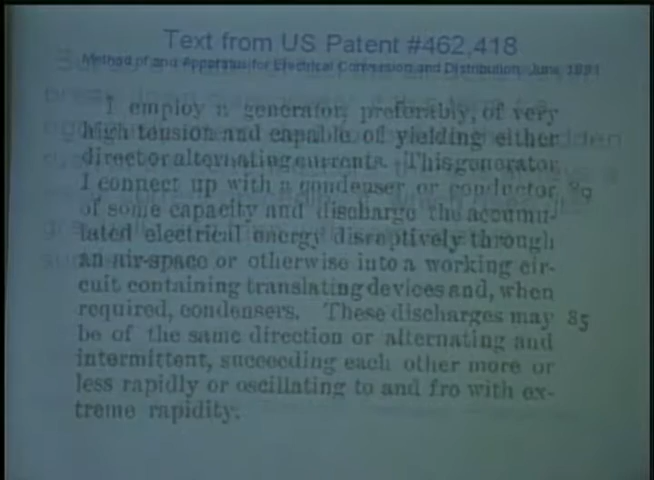 Text from US Patent #462,418
Method of and Apparatus for Electrical Conversion and Distribution, June, 1891
I employ a generator, preferably, of very
high tension and capable of yielding either
direct or alternating currents. This generator
I connect up with a condenser or conductor 80
of some capacity and discharge the accumu-
lated electrical energy disruptively through
an air-space or otherwise into a working cir-
cuit containing translating devices and, when
required, condensers. These discharges may 85
be of the same direction or alternating and
intermittent, succeeding each other more or
less rapidly or oscillating to and fro with ex-
treme rapidity.